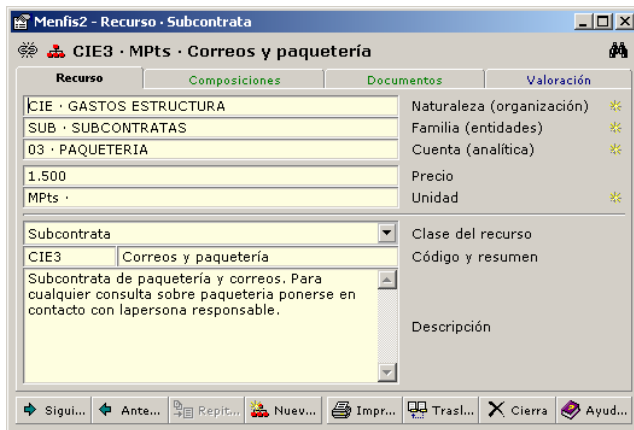 Menfis2 - Recurso · Subcontrata
CIE3 · MPts · Correos y paquetería
Recurso Composiciones Documentos Valoración
CIE · GASTOS ESTRUCTURA Naturaleza (organización)
SUB · SUBCONTRATAS Familia (entidades)
03 · PAQUETERIA Cuenta (analítica)
1.500 Precio
MPts · Unidad
Subcontrata Clase del recurso
CIE3 Correos y paquetería Código y resumen
Subcontrata de paquetería y correos. Para
cualquier consulta sobre paqueteria ponerse en
contacto con lapersona responsable.
Descripción
Sigui... Ante... Repit... Nuev... Impr... Trasl... Cierra Ayud...